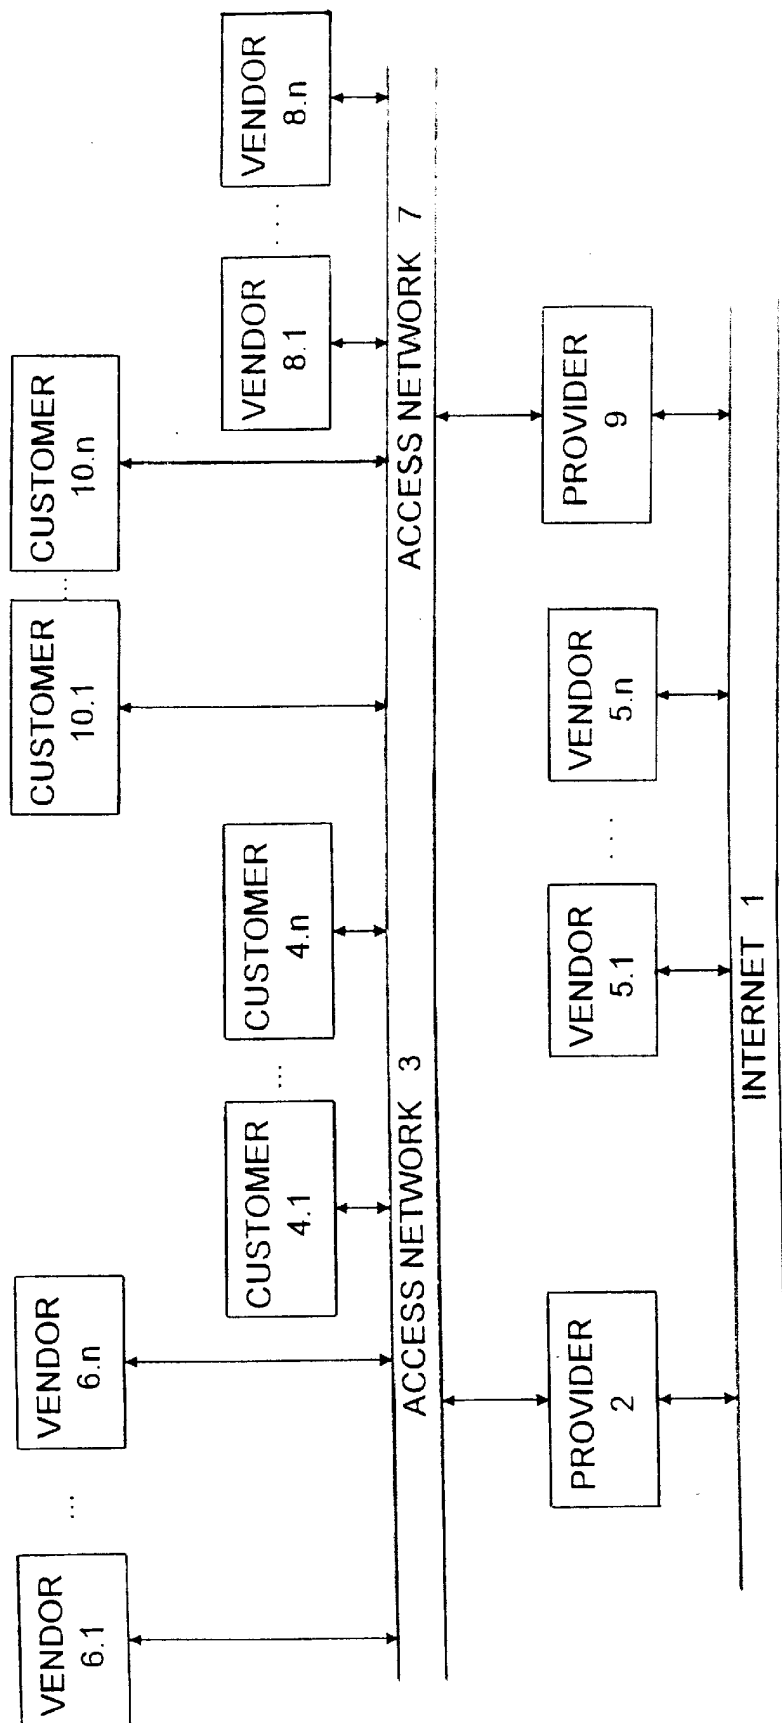 VENDOR
6.1
...
VENDOR
6.n
CUSTOMER
10.1
...
CUSTOMER
10.n
CUSTOMER
4.1
...
CUSTOMER
4.n
VENDOR
8.1
....
VENDOR
8.n
ACCESS NETWORK 3
ACCESS NETWORK 7
PROVIDER
2
VENDOR
5.1
....
VENDOR
5.n
PROVIDER
9
INTERNET 1